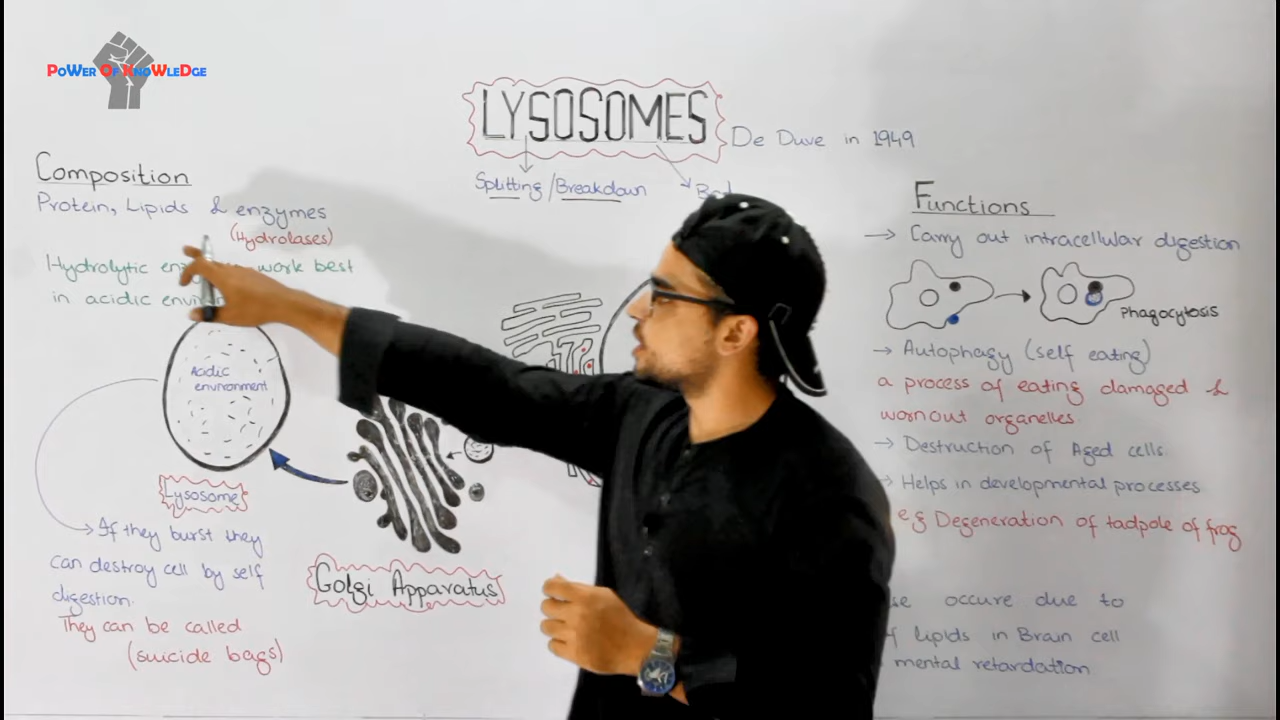 PoWer Of KnoWleDge
LYSOSOMES
De Duve in 1949
Splitting/Breakdown
Composition
Protein, Lipids & enzymes
(Hydrolases)
Hydrolytic work best
in acidic
Acidic
environment
Lysosome
If they burst they
can destroy cell by self
digestion.
They can be called
(suicide bags)
Golgi Apparatus
Functions
→ Carry out intracellular digestion
Phagocytosis
→ Autophagy (self eating)
a process of eating damaged &
wornout organelles.
→ Destruction of Aged cells.
→ Helps in developmental processes
eg Degeneration of tadpole of frog
occure due to
lipids in Brain cell
mental retardation